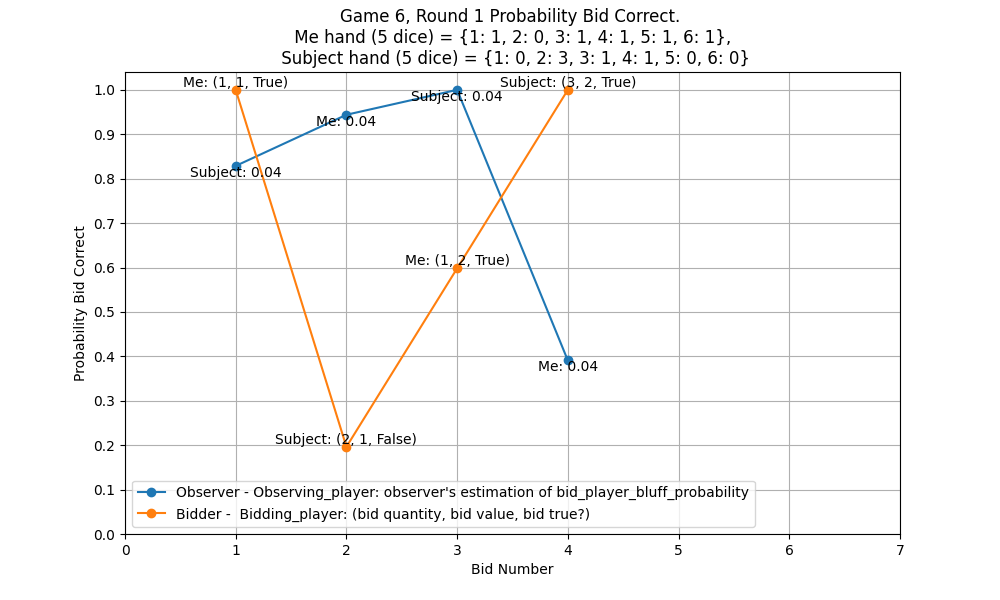 Game 6, Round 1 Probability Bid Correct.
Me hand (5 dice) = {1: 1, 2: 0, 3: 1, 4: 1, 5: 1, 6: 1},
Subject hand (5 dice) = {1: 0, 2: 3, 3: 1, 4: 1, 5: 0, 6: 0}
Me: (1, 1, True)
Subject: (3, 2, True)
Subject: 0.04
Me: 0.04
Subject: 0.04
Me: (1, 2, True)
Me: 0.04
Subject: (2, 1, False)
1.0
0.9
0.8
0.7
0.6
0.5
0.4
0.3
0.2
0.1
0.0
Probability Bid Correct
Observer - Observing_player: observer's estimation of bid_player_bluff_probability
Bidder -  Bidding_player: (bid quantity, bid value, bid true?)
0 1 2 3 4 5 6 7
Bid Number